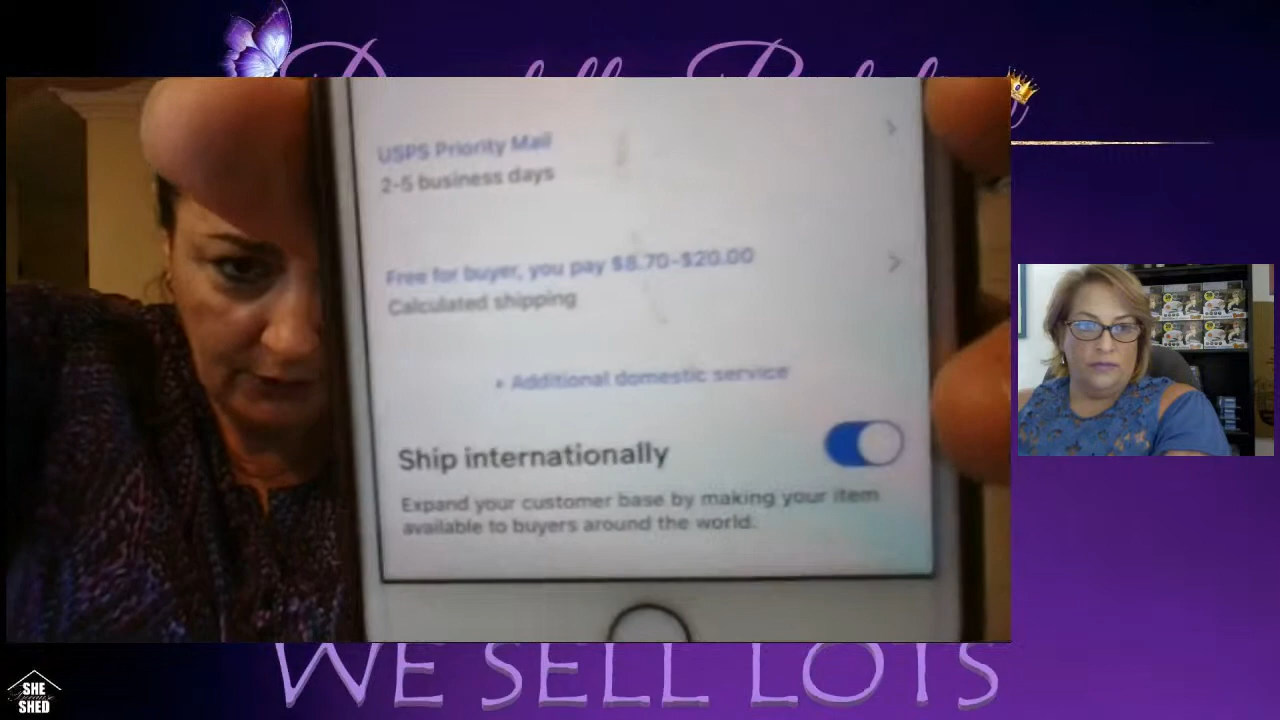 USPS Priority Mail
2-5 business days
Free for buyer, you pay $8.70-$20.00
Calculated shipping
+ Additional domestic service
Ship internationally
Expand your customer base by making your item
available to buyers around the world.
WE SELL LOTS
SHE
Because
SHED